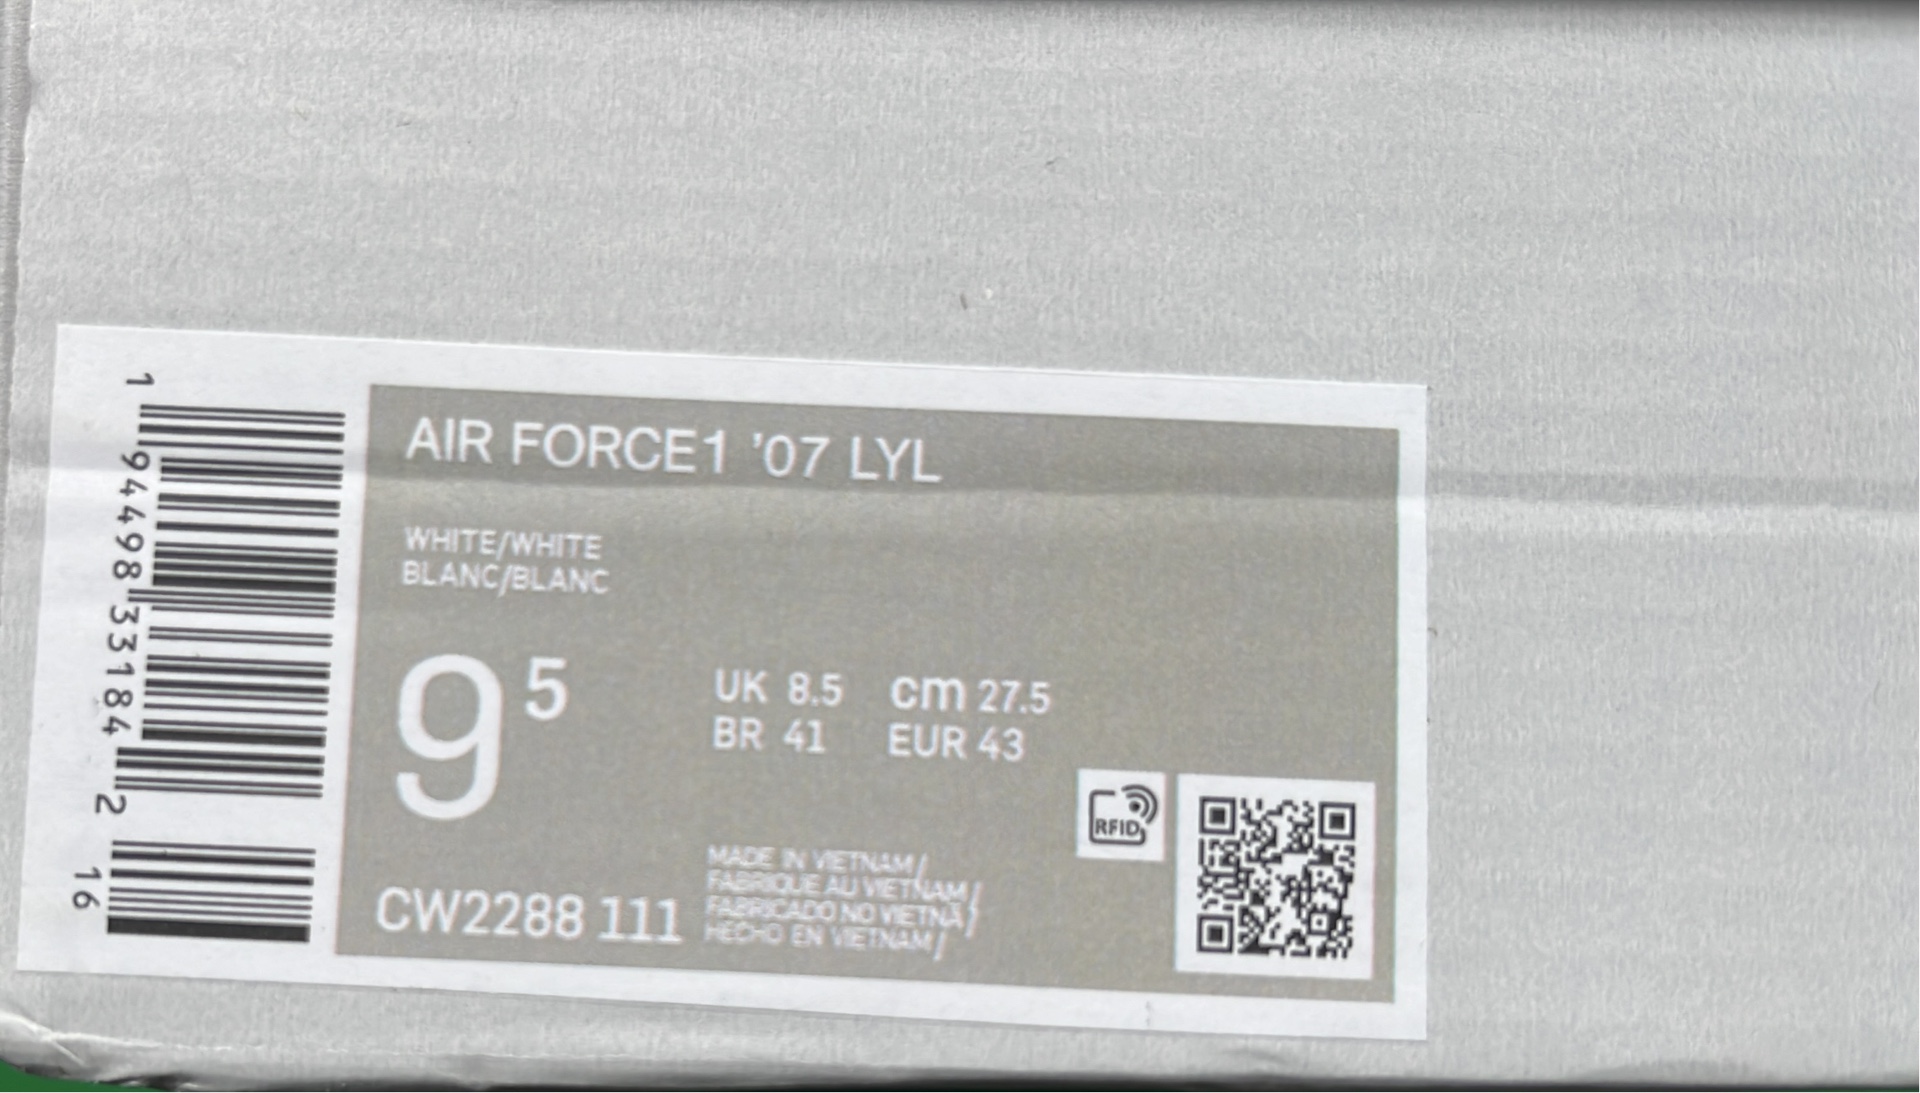 1 94498 33184 2
16
AIR FORCE1 '07 LYL
WHITE/WHITE
BLANC/BLANC
9 5
UK 8.5 cm 27.5
BR 41 EUR 43
RFID
CW2288 111
MADE IN VIETNAM/
FABRIQUE AU VIETNAM/
FABRICADO NO VIETNÃ/
HECHO EN VIETNAM/